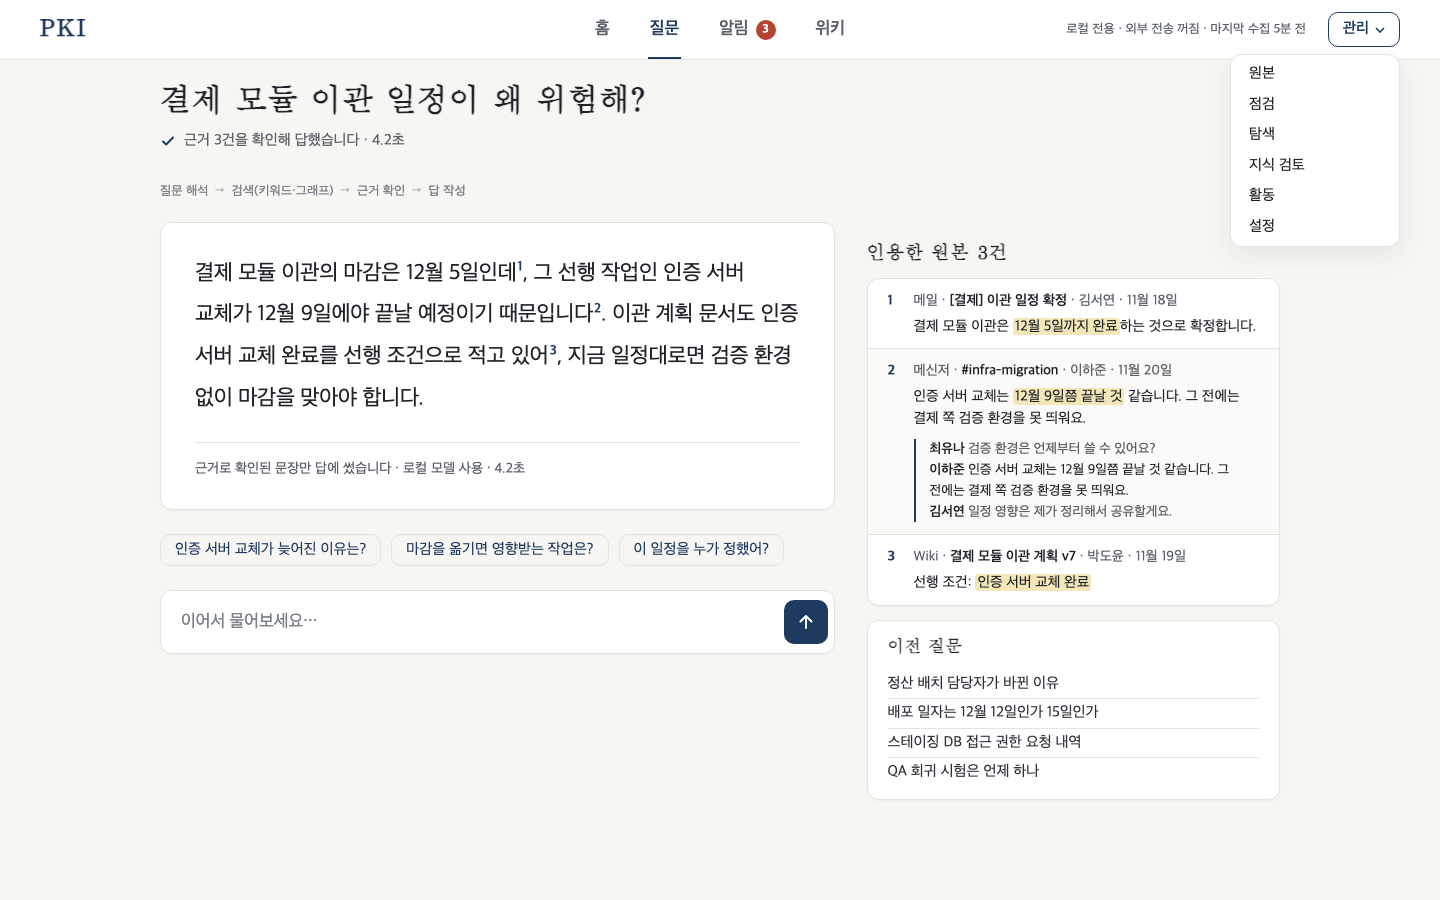 PKI
홈
질문
알림 3
위키
로컬 전용 · 외부 전송 꺼짐 · 마지막 수집 5분 전
관리
원본
점검
탐색
지식 검토
활동
설정
결제 모듈 이관 일정이 왜 위험해?
근거 3건을 확인해 답했습니다 · 4.2초
질문 해석 → 검색(키워드·그래프) → 근거 확인 → 답 작성
결제 모듈 이관의 마감은 12월 5일인데1, 그 선행 작업인 인증 서버
교체가 12월 9일에야 끝날 예정이기 때문입니다2. 이관 계획 문서도 인증
서버 교체 완료를 선행 조건으로 적고 있어3, 지금 일정대로면 검증 환경
없이 마감을 맞아야 합니다.
근거로 확인된 문장만 답에 썼습니다 · 로컬 모델 사용 · 4.2초
인증 서버 교체가 늦어진 이유는?
마감을 옮기면 영향받는 작업은?
이 일정을 누가 정했어?
이어서 물어보세요…
인용한 원본 3건
1 메일 · [결제] 이관 일정 확정 · 김서연 · 11월 18일
결제 모듈 이관은 12월 5일까지 완료하는 것으로 확정합니다.
2 메신저 · #infra-migration · 이하준 · 11월 20일
인증 서버 교체는 12월 9일쯤 끝날 것 같습니다. 그 전에는
결제 쪽 검증 환경을 못 띄워요.
최유나 검증 환경은 언제부터 쓸 수 있어요?
이하준 인증 서버 교체는 12월 9일쯤 끝날 것 같습니다. 그
전에는 결제 쪽 검증 환경을 못 띄워요.
김서연 일정 영향은 제가 정리해서 공유할게요.
3 Wiki · 결제 모듈 이관 계획 v7 · 박도윤 · 11월 19일
선행 조건: 인증 서버 교체 완료
이전 질문
정산 배치 담당자가 바뀐 이유
배포 일자는 12월 12일인가 15일인가
스테이징 DB 접근 권한 요청 내역
QA 회귀 시험은 언제 하나